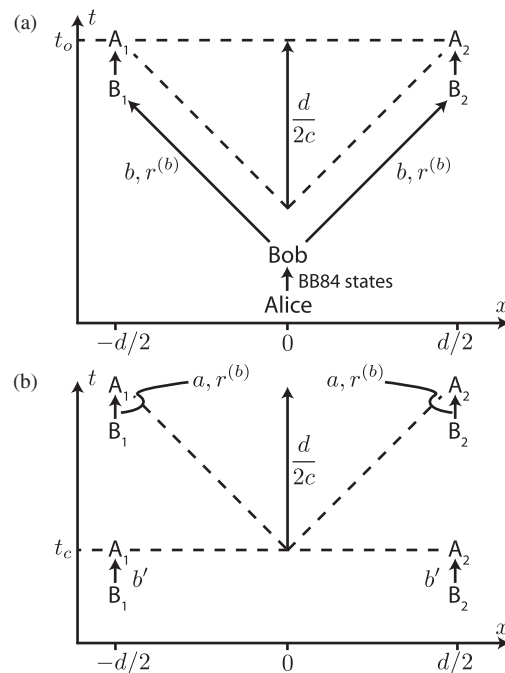 (a)
t
t_o
A_1
A_2
B_1
B_2
d/2c
b, r^(b)
b, r^(b)
Bob
BB84 states
Alice
x
−d/2
0
d/2
(b)
t
A_1
a, r^(b)
a, r^(b)
A_2
B_1
B_2
d/2c
t_c
A_1
A_2
b′
b′
B_1
B_2
x
−d/2
0
d/2